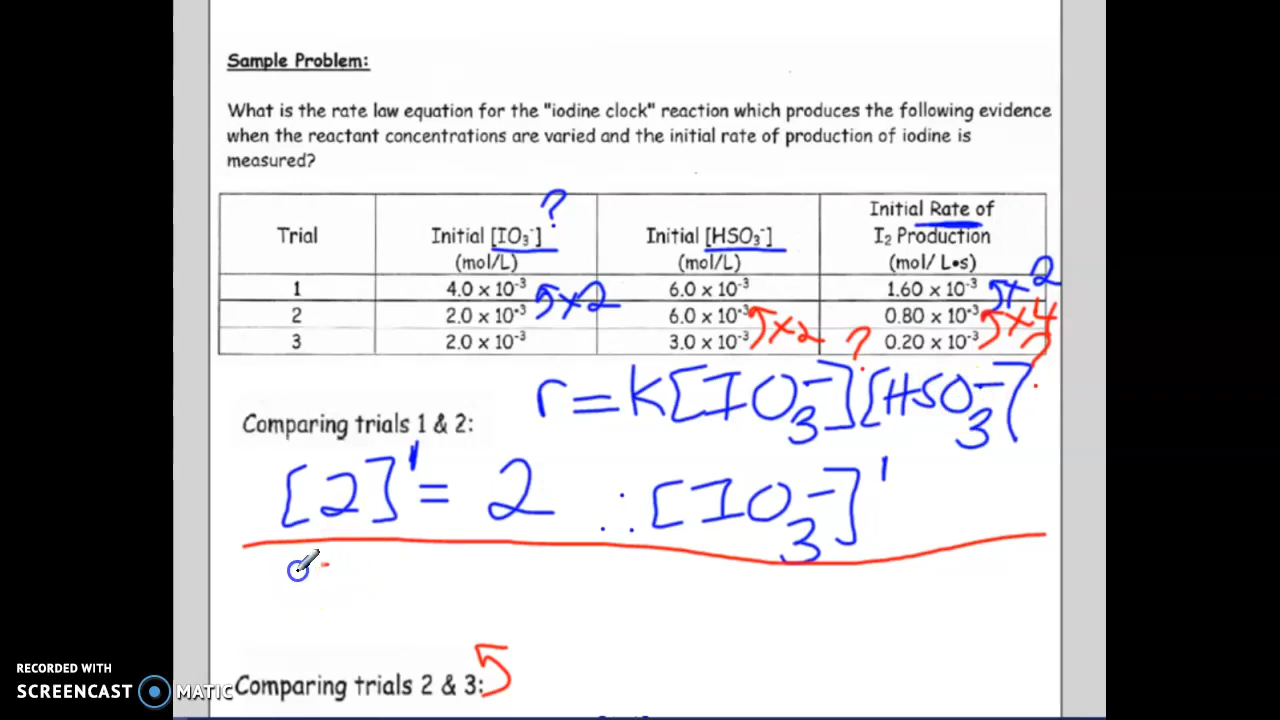 Sample Problem:
What is the rate law equation for the "iodine clock" reaction which produces the following evidence
when the reactant concentrations are varied and the initial rate of production of iodine is
measured?
?
Trial Initial [IO₃⁻] (mol/L) Initial [HSO₃⁻] (mol/L) Initial Rate of I₂ Production (mol/ L•s)
1 4.0 x 10⁻³ 6.0 x 10⁻³ 1.60 x 10⁻³ x2
2 2.0 x 10⁻³ x2 6.0 x 10⁻³ 0.80 x 10⁻³ x4
3 2.0 x 10⁻³ 3.0 x 10⁻³ x2 0.20 x 10⁻³
r = k[IO₃⁻]^? [HSO₃⁻]^?
Comparing trials 1 & 2:
[2]¹ = 2 ∴ [IO₃⁻]¹
Comparing trials 2 & 3:
RECORDED WITH
SCREENCAST MATIC